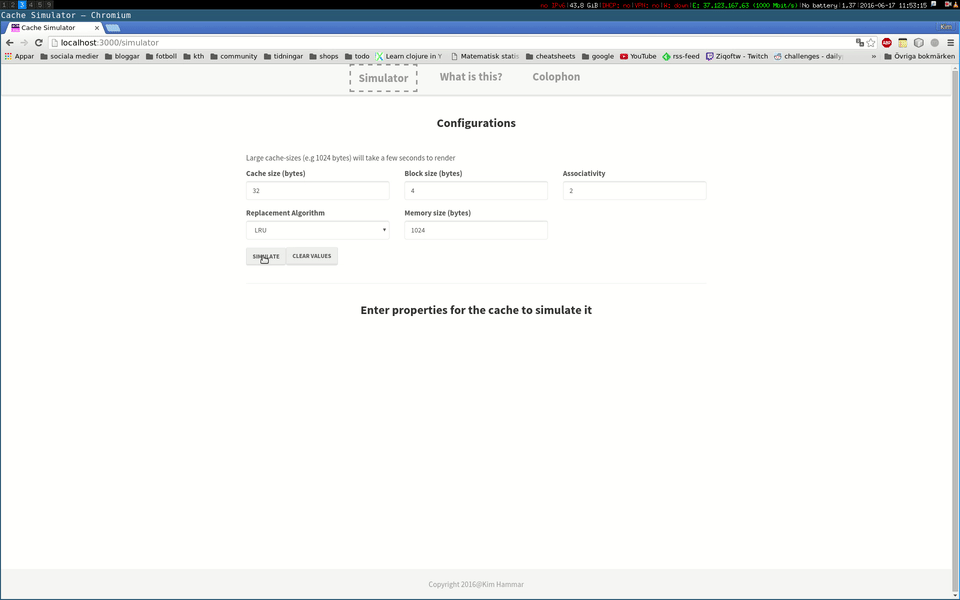 1 2 3 4 5 9 no IPv6|43,8 GiB|DHCP: no|VPN: no|W: down|E: 37,123,167,63 (1000 Mbit/s)|No battery|1,37|2016-06-17 11:53:15
Cache Simulator – Chromium
Cache Simulator × Kim
localhost:3000/simulator ABP
Appar sociala medier bloggar fotboll kth community tidningar shops todo Learn clojure in Y Matematisk statis cheatsheets google YouTube rss-feed Ziqoftw - Twitch challenges - daily: » Övriga bokmärken
Simulator What is this? Colophon
Configurations
Large cache-sizes (e.g 1024 bytes) will take a few seconds to render
Cache size (bytes) Block size (bytes) Associativity
32 4 2
Replacement Algorithm Memory size (bytes)
LRU 1024
SIMULATE CLEAR VALUES
Enter properties for the cache to simulate it
Copyright 2016@Kim Hammar